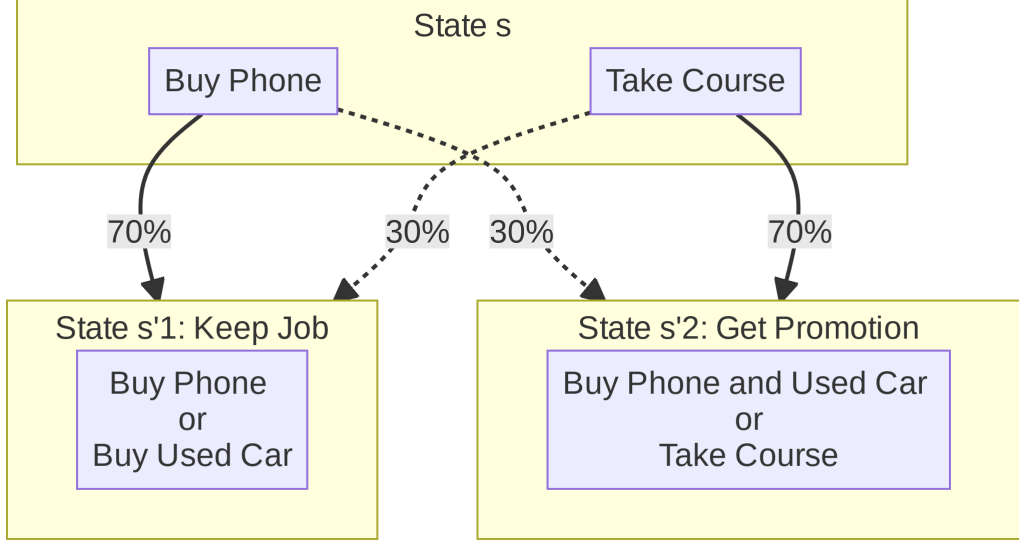 State s
Buy Phone
Take Course
70%
30%
30%
70%
State s'1: Keep Job
Buy Phone
or
Buy Used Car
State s'2: Get Promotion
Buy Phone and Used Car
or
Take Course